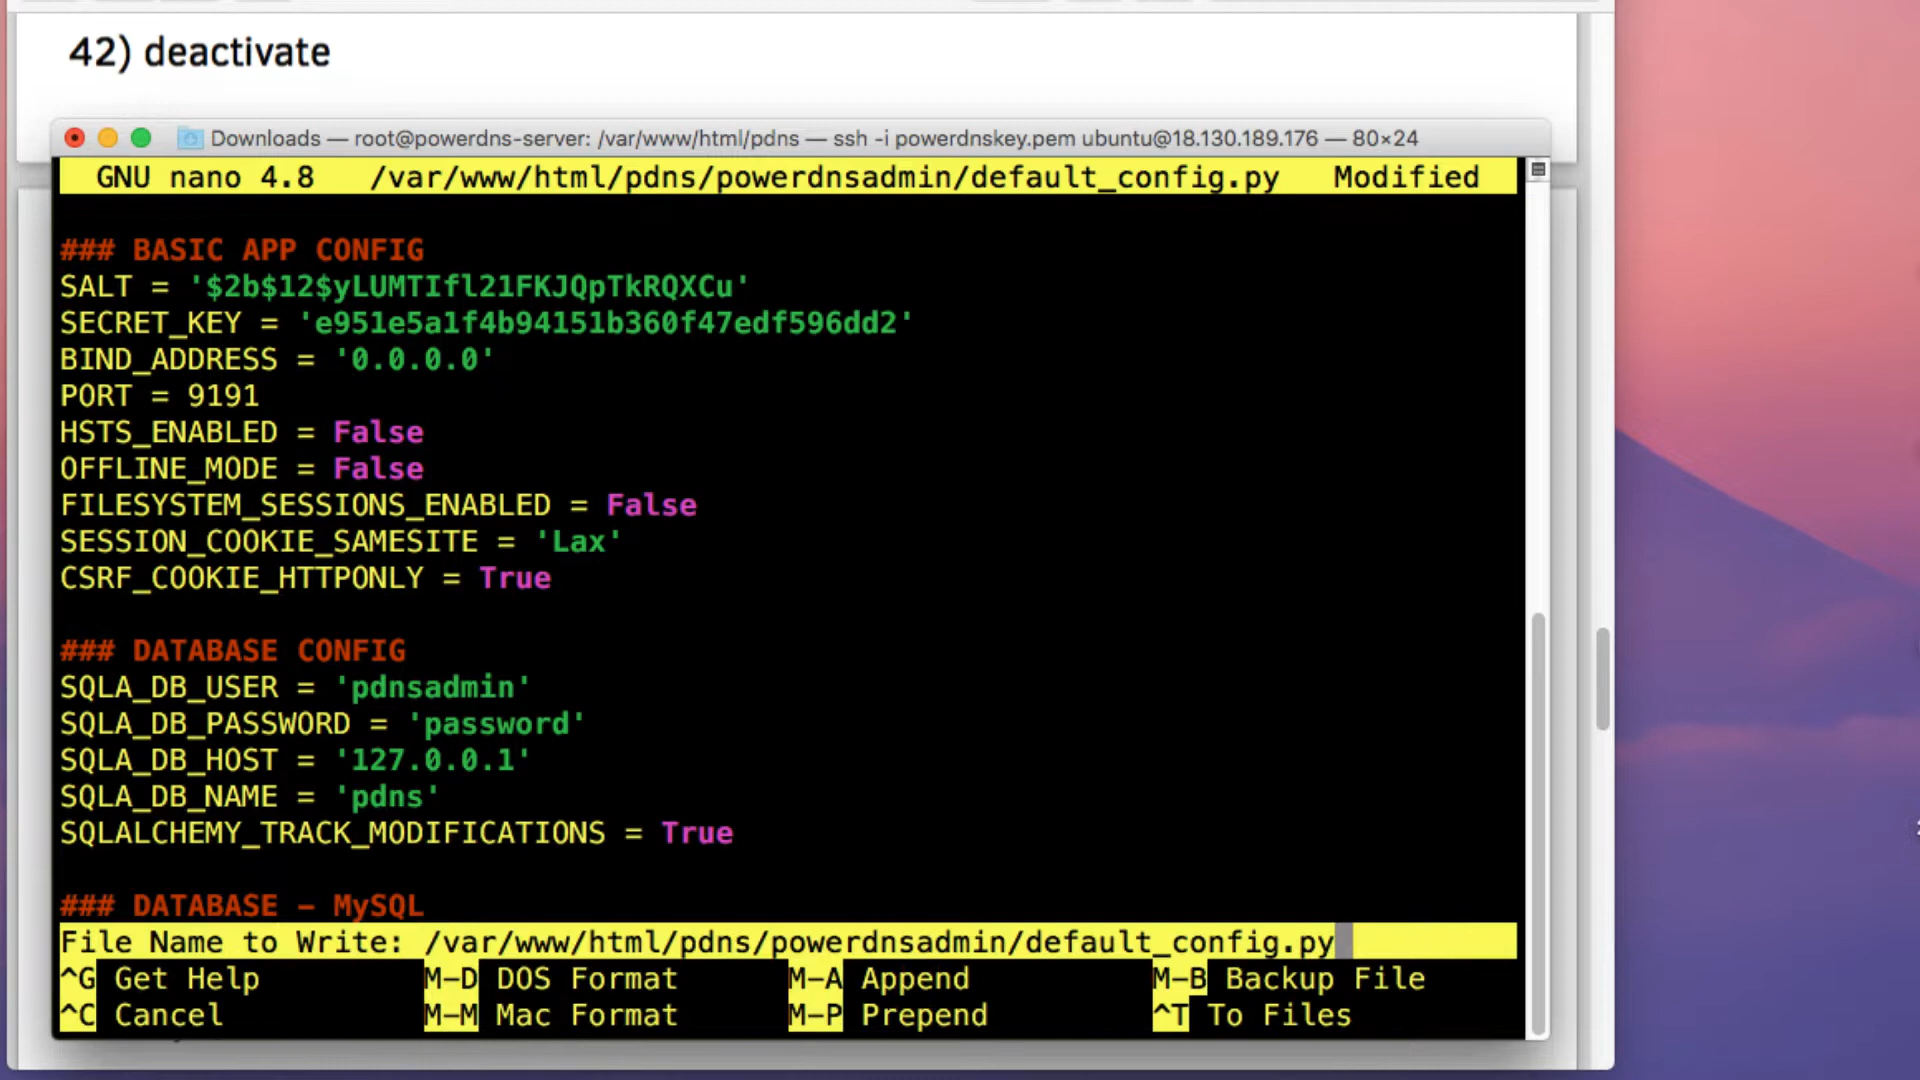 42) deactivate
Downloads — root@powerdns-server: /var/www/html/pdns — ssh -i powerdnskey.pem ubuntu@18.130.189.176 — 80×24
GNU nano 4.8 /var/www/html/pdns/powerdnsadmin/default_config.py Modified
### BASIC APP CONFIG
SALT = '$2b$12$yLUMTIfl21FKJQpTkRQXCu'
SECRET_KEY = 'e951e5a1f4b94151b360f47edf596dd2'
BIND_ADDRESS = '0.0.0.0'
PORT = 9191
HSTS_ENABLED = False
OFFLINE_MODE = False
FILESYSTEM_SESSIONS_ENABLED = False
SESSION_COOKIE_SAMESITE = 'Lax'
CSRF_COOKIE_HTTPONLY = True
### DATABASE CONFIG
SQLA_DB_USER = 'pdnsadmin'
SQLA_DB_PASSWORD = 'password'
SQLA_DB_HOST = '127.0.0.1'
SQLA_DB_NAME = 'pdns'
SQLALCHEMY_TRACK_MODIFICATIONS = True
### DATABASE - MySQL
File Name to Write: /var/www/html/pdns/powerdnsadmin/default_config.py
^G Get Help M-D DOS Format M-A Append M-B Backup File
^C Cancel M-M Mac Format M-P Prepend ^T To Files